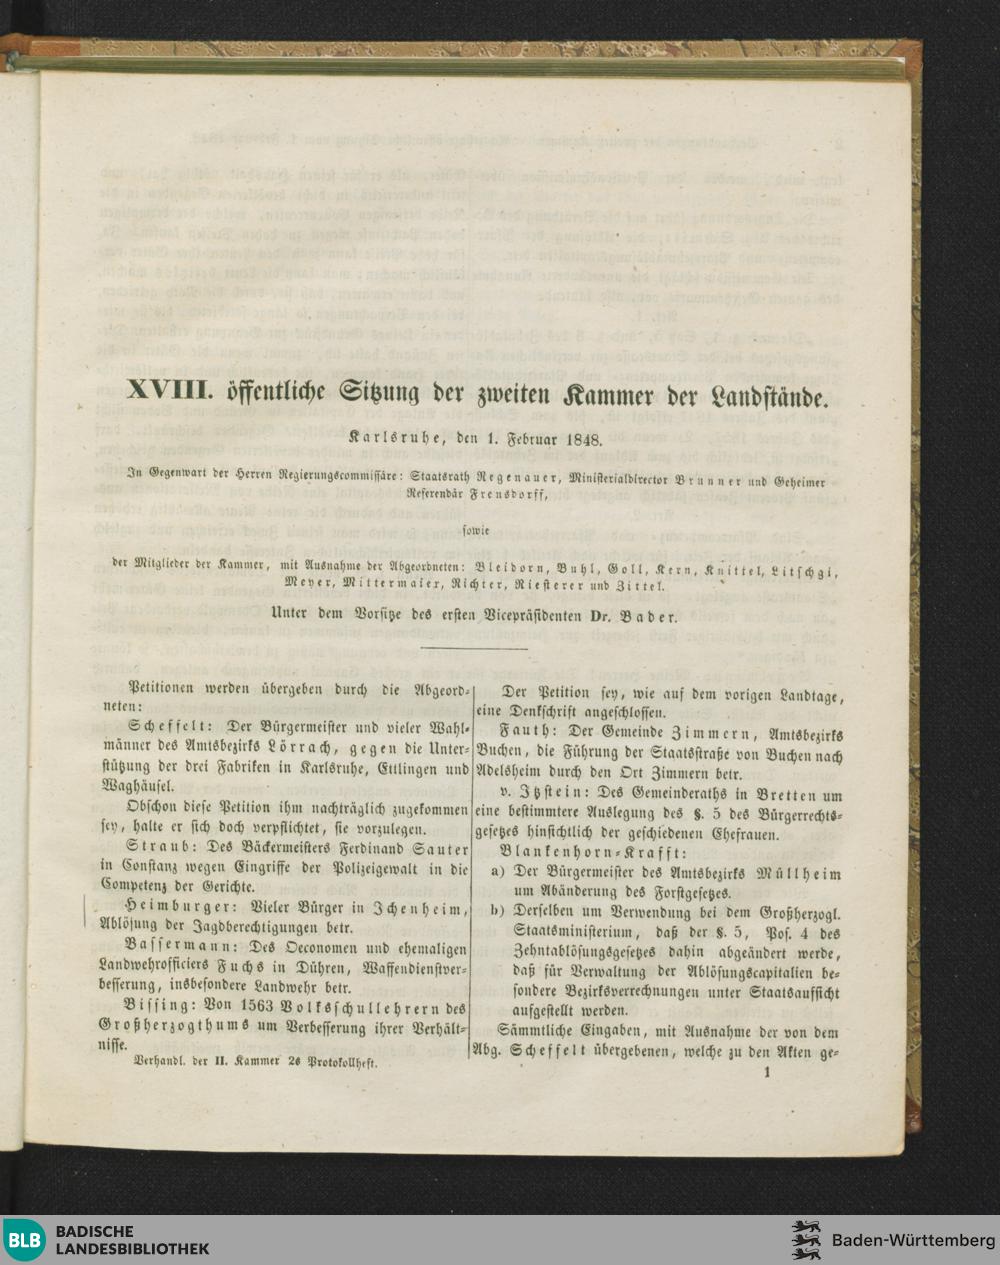 XVIII. öffentliche Sitzung der zweiten Kammer der Landstände.
Karlsruhe, den 1. Februar 1848.
In Gegenwart der Herren Regierungscommissäre: Staatsrath Regenauer, Ministerialdirector Brunner und Geheimer
Referendär Frensdorff,
sowie
der Mitglieder der Kammer, mit Ausnahme der Abgeordneten: Bleidorn, Buhl, Goll, Kern, Knittel, Litschgi,
Meyer, Mittermaier, Richter, Riesterer und Zittel.
Unter dem Vorsitze des ersten Vicepräsidenten Dr. Bader.
Petitionen werden übergeben durch die Abgeord-
neten:
Scheffelt: Der Bürgermeister und vieler Wahl-
männer des Amtsbezirks Lörrach, gegen die Unter-
stützung der drei Fabriken in Karlsruhe, Ettlingen und
Waghäusel.
Obschon diese Petition ihm nachträglich zugekommen
sey, halte er sich doch verpflichtet, sie vorzulegen.
Straub: Des Bäckermeisters Ferdinand Sauter
in Constanz wegen Eingriffe der Polizeigewalt in die
Competenz der Gerichte.
Heimburger: Vieler Bürger in Ichenheim,
Ablösung der Jagdberechtigungen betr.
Bassermann: Des Oeconomen und ehemaligen
Landwehrofficiers Fuchs in Dühren, Waffendienstver-
besserung, insbesondere Landwehr betr.
Bissing: Von 1563 Volksschullehrern des
Großherzogthums um Verbesserung ihrer Verhält-
nisse.
Verhandl. der II. Kammer 2s Protokollheft.
Der Petition sey, wie auf dem vorigen Landtage,
eine Denkschrift angeschlossen.
Fauth: Der Gemeinde Zimmern, Amtsbezirks
Buchen, die Führung der Staatsstraße von Buchen nach
Adelsheim durch den Ort Zimmern betr.
v. Itzstein: Des Gemeinderaths in Bretten um
eine bestimmtere Auslegung des §. 5 des Bürgerrechts-
gesetzes hinsichtlich der geschiedenen Ehefrauen.
Blankenhorn-Krafft:
a) Der Bürgermeister des Amtsbezirks Müllheim
um Abänderung des Forstgesetzes.
b) Derselben um Verwendung bei dem Großherzogl.
Staatsministerium, daß der §. 5, Pos. 4 des
Zehntablösungsgesetzes dahin abgeändert werde,
daß für Verwaltung der Ablösungscapitalien be-
sondere Bezirksverrechnungen unter Staatsaufsicht
aufgestellt werden.
Sämmtliche Eingaben, mit Ausnahme der von dem
Abg. Scheffelt übergebenen, welche zu den Akten ge-
1
BLB BADISCHE
LANDESBIBLIOTHEK
Baden-Württemberg